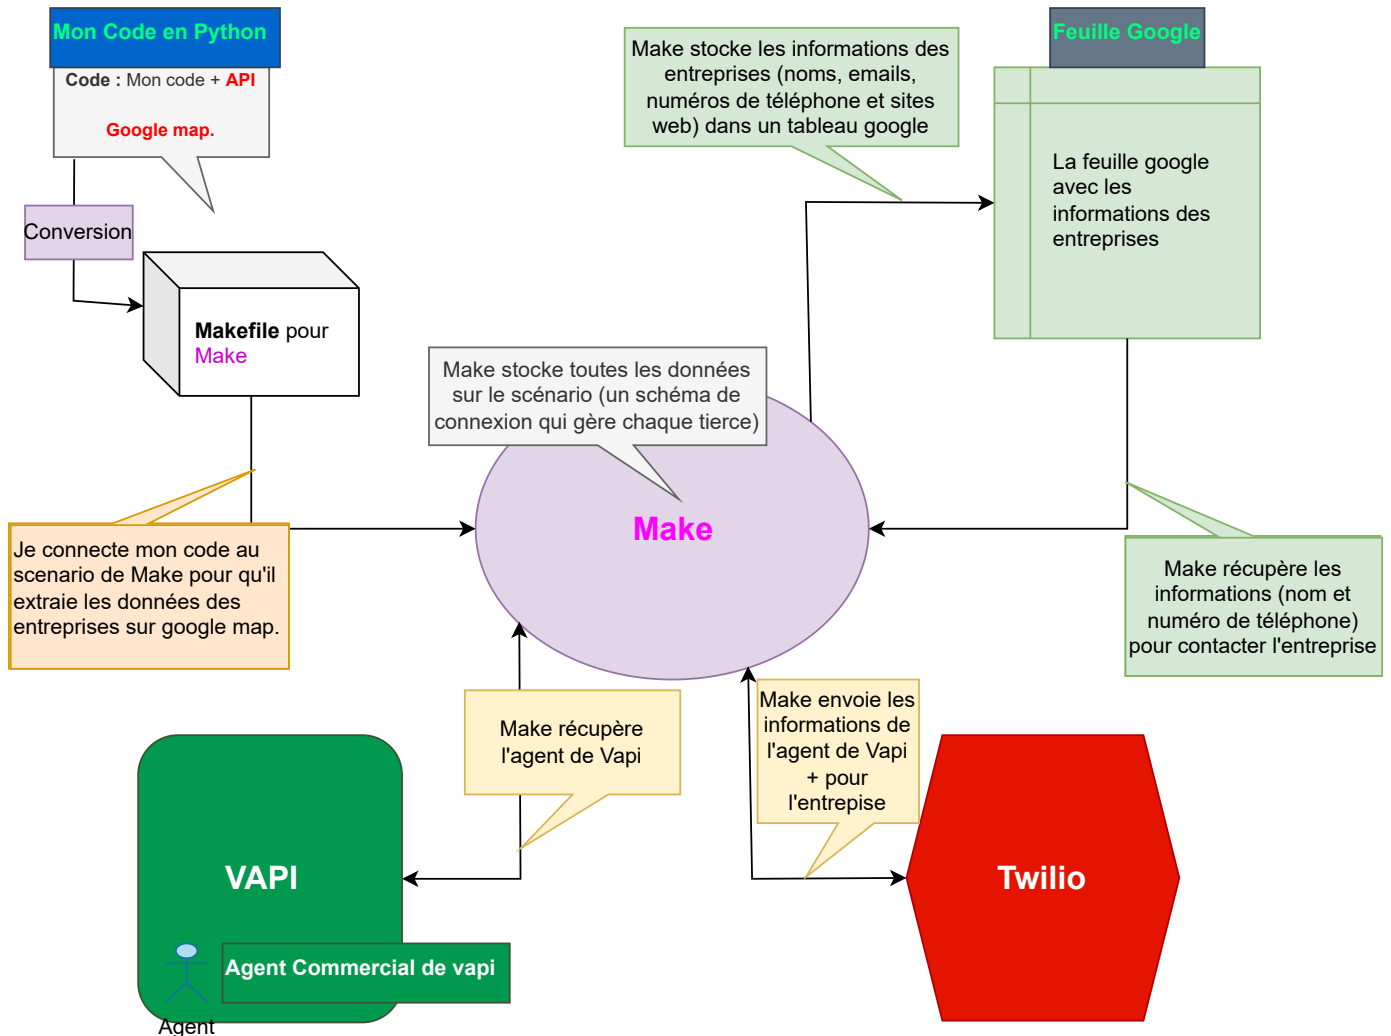 Mon Code en Python
Code : Mon code + API
Google map.
Conversion
Makefile pour
Make
Je connecte mon code au
scenario de Make pour qu'il
extraie les données des
entreprises sur google map.
Make stocke les informations des
entreprises (noms, emails,
numéros de téléphone et sites
web) dans un tableau google
Feuille Google
La feuille google
avec les
informations des
entreprises
Make stocke toutes les données
sur le scénario (un schéma de
connexion qui gère chaque tierce)
Make
Make récupère les
informations (nom et
numéro de téléphone)
pour contacter l'entreprise
Make récupère
l'agent de Vapi
Make envoie les
informations de
l'agent de Vapi
+ pour
l'entrepise
VAPI
Agent Commercial de vapi
Agent
Twilio